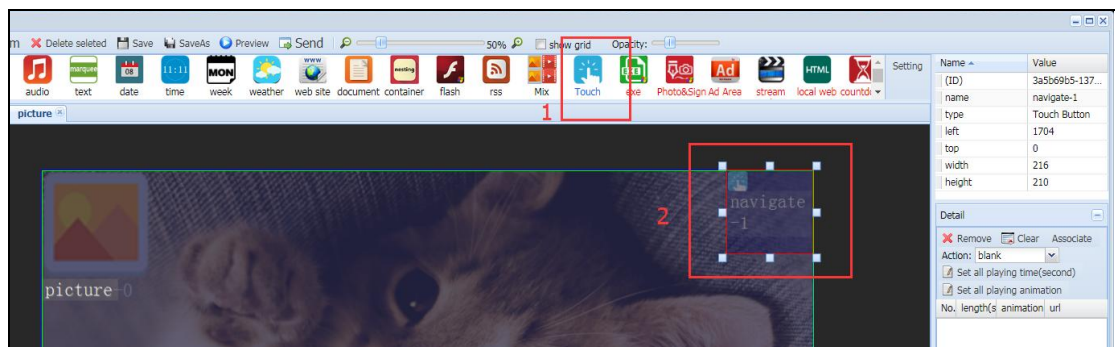 m Delete seleted Save SaveAs Preview Send 50% show grid Opacity:
www
marquee 08 11:11 MON nesting EXE Ad HTML
audio text date time week weather web site document container flash rss Mix Touch exe Photo&Sign Ad Area stream local web countd Setting
1
picture
navigate
-1
2
picture-0
Name Value
(ID) 3a5b69b5-137...
name navigate-1
type Touch Button
left 1704
top 0
width 216
height 210
Detail
Remove Clear Associate
Action: blank
Set all playing time(second)
Set all playing animation
No. length(s animation url